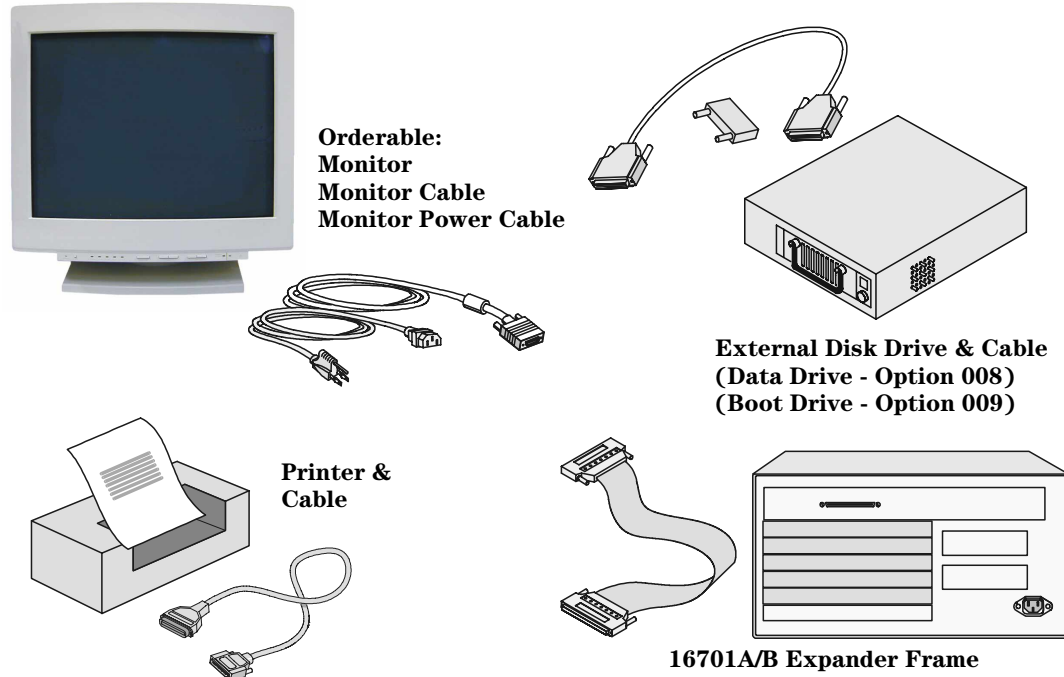 Orderable:
Monitor
Monitor Cable
Monitor Power Cable
External Disk Drive & Cable
(Data Drive - Option 008)
(Boot Drive - Option 009)
Printer &
Cable
16701A/B Expander Frame